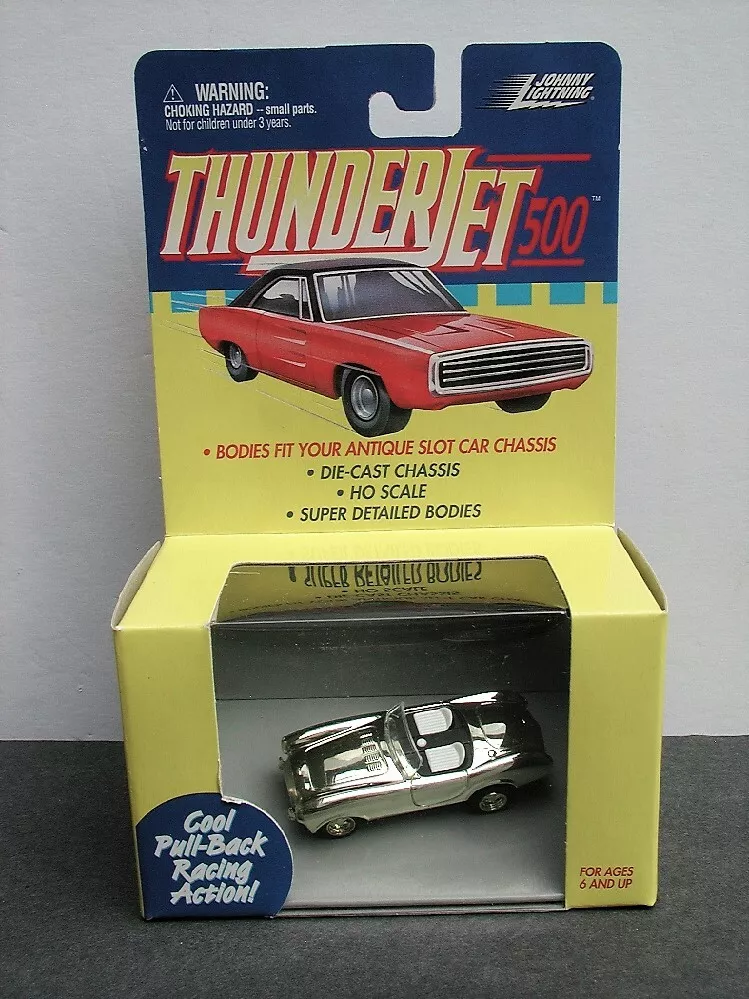 WARNING:
CHOKING HAZARD -- small parts.
Not for children under 3 years.
JOHNNY
LIGHTNING
THUNDERJET 500 ™
• BODIES FIT YOUR ANTIQUE SLOT CAR CHASSIS
• DIE-CAST CHASSIS
• HO SCALE
• SUPER DETAILED BODIES
Cool
Pull-Back
Racing
Action!
FOR AGES
6 AND UP